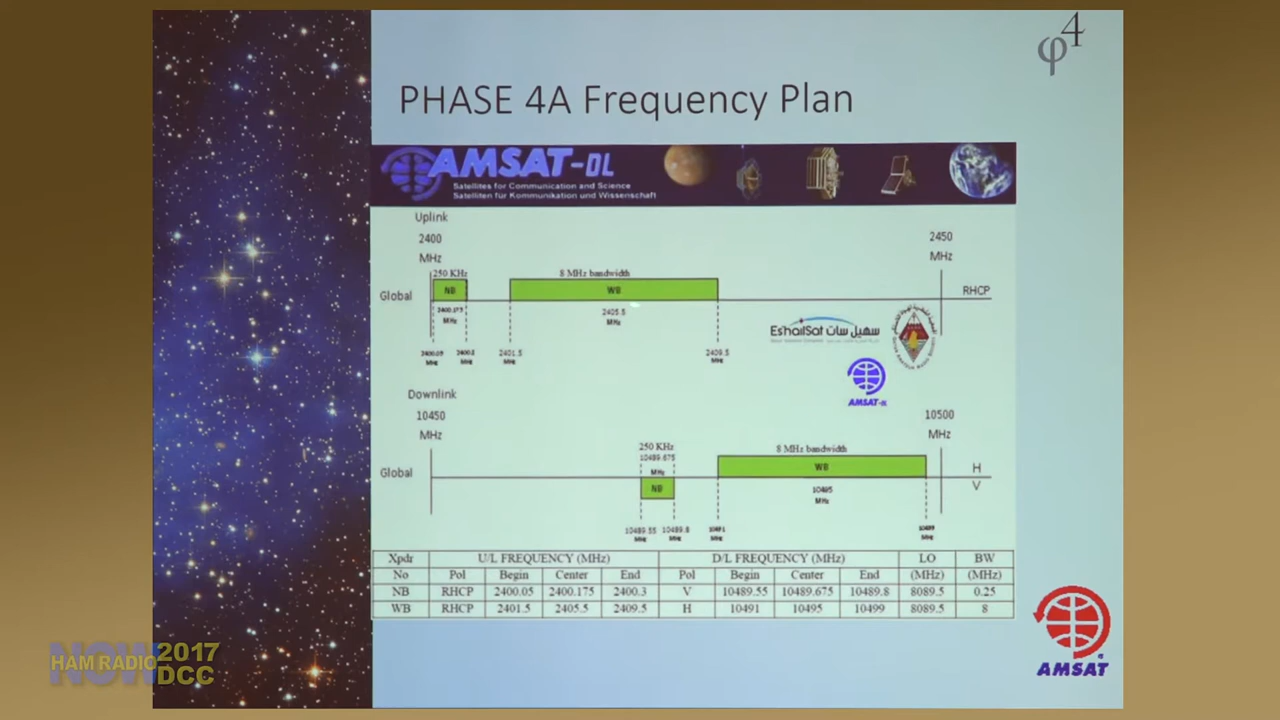 φ4
PHASE 4A Frequency Plan
AMSAT-DL
Satellites for Communication and Science
Satelliten für Kommunikation und Wissenschaft
Uplink
2400
MHz
2450
MHz
250 KHz
8 MHz bandwidth
Global
NB
WB
RHCP
2400.175
MHz
2405.5
MHz
Es'hailSat سهيل سات
2400.05
MHz
2400.3
MHz
2401.5
MHz
2409.5
MHz
AMSAT-DL
Downlink
10450
MHz
10500
MHz
250 KHz
10489.675
MHz
8 MHz bandwidth
Global
WB
H
NB
V
10495
MHz
10489.55
MHz
10489.8
MHz
10491
MHz
MHz
Xpdr U/L FREQUENCY (MHz) D/L FREQUENCY (MHz) LO BW
No Pol Begin Center End Pol Begin Center End (MHz) (MHz)
NB RHCP 2400.05 2400.175 2400.3 V 10489.55 10489.675 10489.8 8089.5 0.25
WB RHCP 2401.5 2405.5 2409.5 H 10491 10495 10499 8089.5 8
AMSAT
NOW
HAM RADIO 2017
DCC